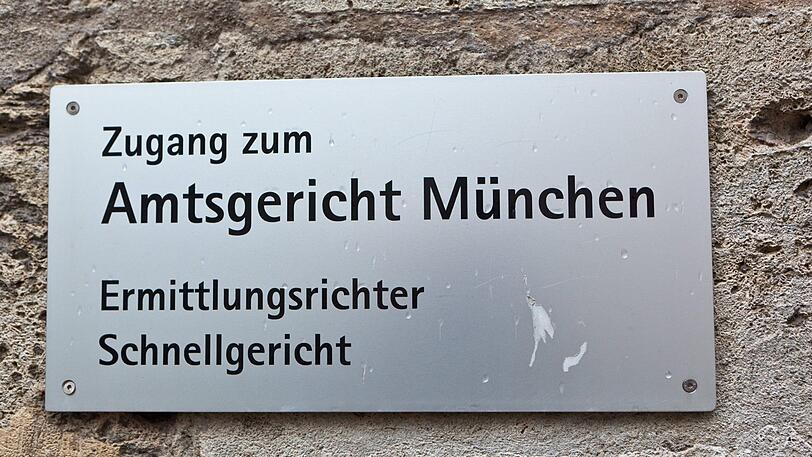 Zugang zum
Amtsgericht München
Ermittlungsrichter
Schnellgericht